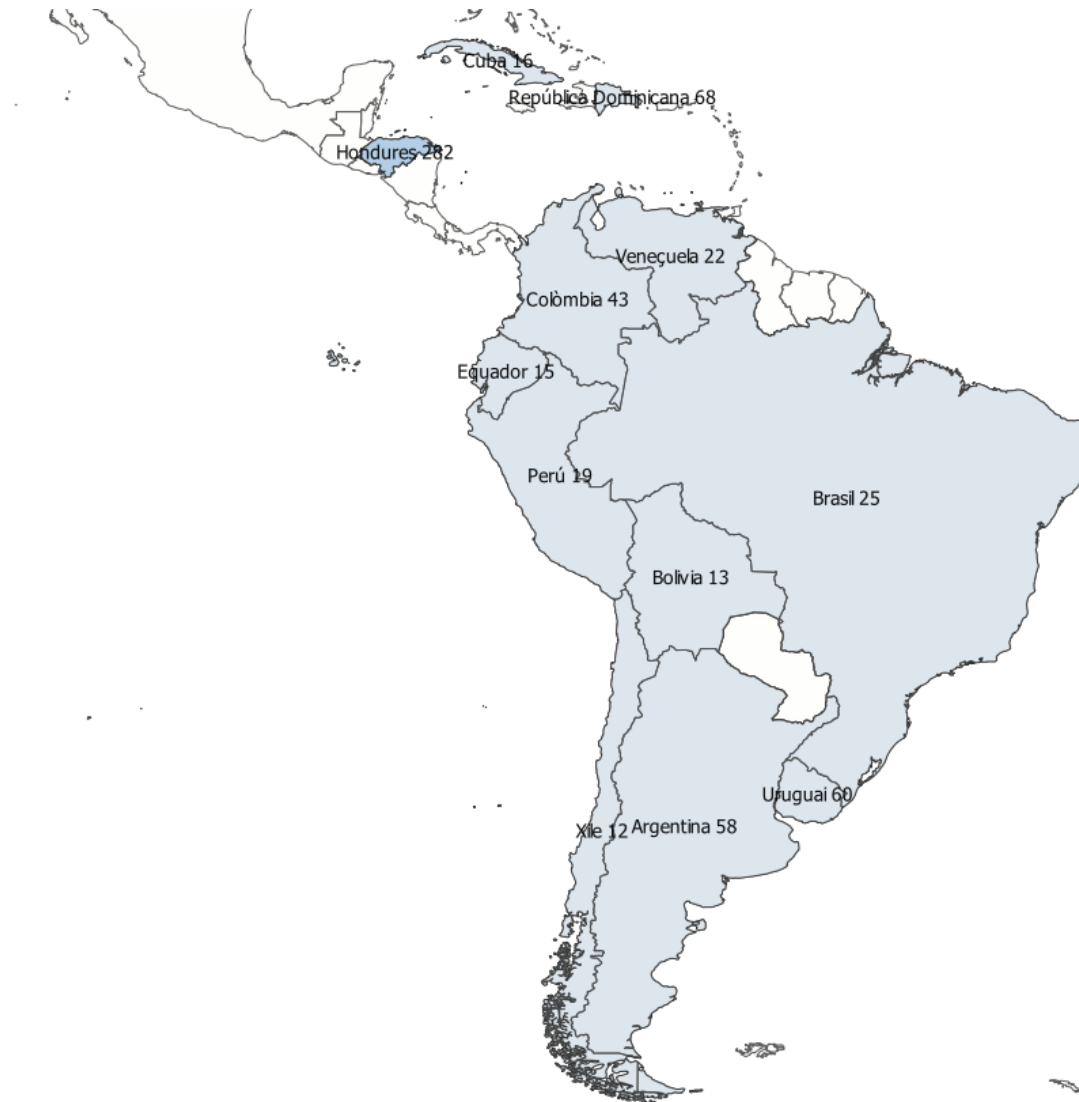 Cuba 16
República Dominicana 68
Hondures 282
Veneçuela 22
Colòmbia 43
Equador 15
Perú 19
Brasil 25
Bolivia 13
Uruguai 60
Xile 12
Argentina 58